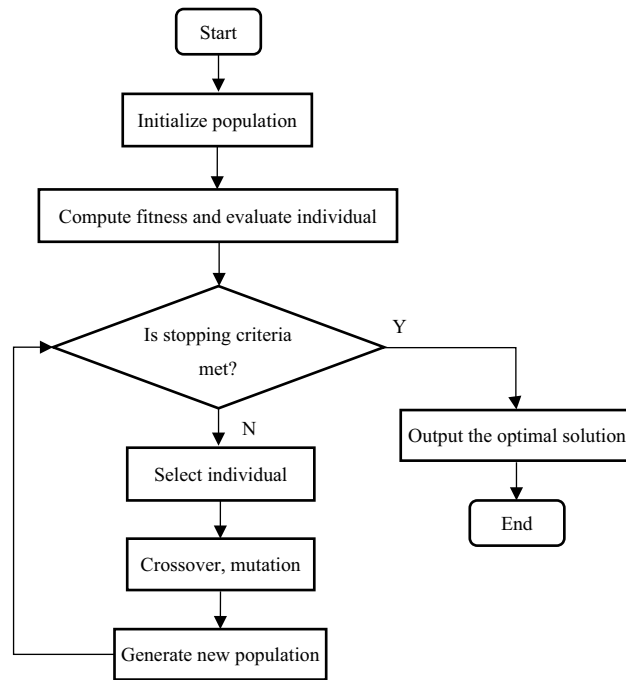 Start
Initialize population
Compute fitness and evaluate individual
Is stopping criteria
met?
Y
N
Output the optimal solution
Select individual
End
Crossover, mutation
Generate new population